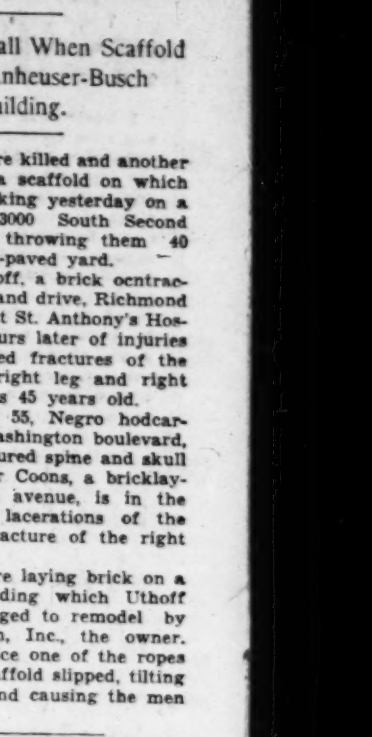 all When Scaffold
nheuser-Busch
uilding.
re killed and another
a scaffold on which
king yesterday on a
3000 South Second
throwing them 40
-paved yard.
off, a brick ocntrac-
and drive, Richmond
t St. Anthony's Hos-
urs later of injuries
ed fractures of the
right leg and right
s 45 years old.
55, Negro hodcar-
ashington boulevard,
ured spine and skull
r Coons, a bricklay-
avenue, is in the
lacerations of the
acture of the right
re laying brick on a
ding which Uthoff
ged to remodel by
n, Inc., the owner.
ce one of the ropes
ffold slipped, tilting
nd causing the men